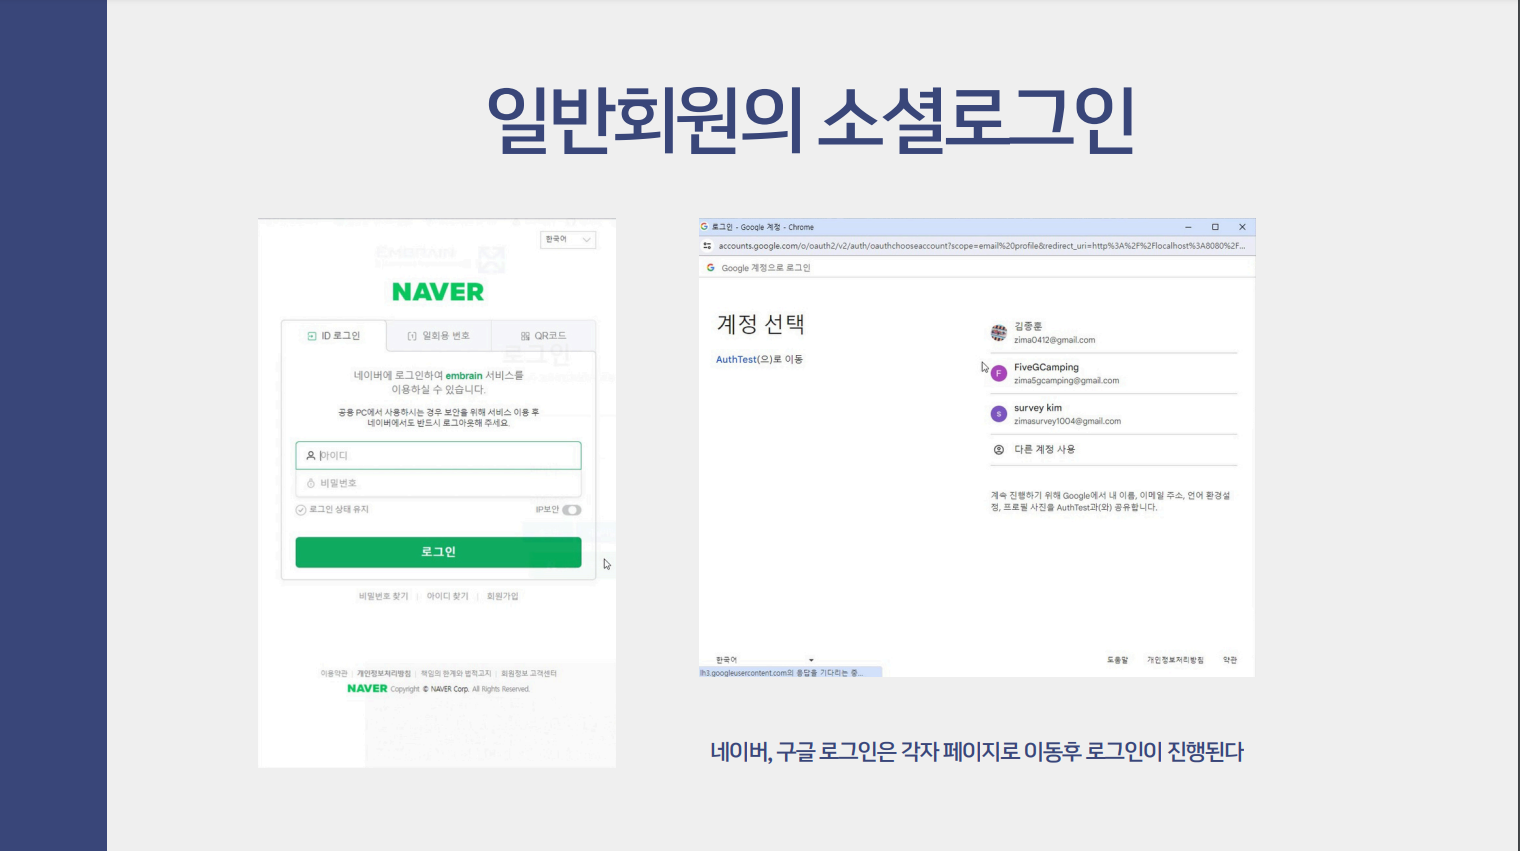 일반회원의 소셜로그인
한국어
EMBRAIN
NAVER
ID 로그인
일회용 번호
QR코드
로그인
네이버에 로그인하여 embrain 서비스를
이용하실 수 있습니다.
공용 PC에서 사용하시는 경우 보안을 위해 서비스 이용 후
네이버에서도 반드시 로그아웃해 주세요.
아이디
비밀번호
로그인 상태 유지
IP보안
로그인
비밀번호 찾기 | 아이디 찾기 | 회원가입
이용약관 | 개인정보처리방침 | 책임의 한계와 법적고지 | 회원정보 고객센터
NAVER Copyright © NAVER Corp. All Rights Reserved.
로그인 - Google 계정 - Chrome
accounts.google.com/o/oauth2/v2/auth/oauthchooseaccount?scope=email%20profile&redirect_uri=http%3A%2F%2Flocalhost%3A8080%2F...
Google 계정으로 로그인
계정 선택
AuthTest(으)로 이동
김종훈
zima0412@gmail.com
F
FiveGCamping
zima5gcamping@gmail.com
s
survey kim
zimasurvey1004@gmail.com
다른 계정 사용
계속 진행하기 위해 Google에서 내 이름, 이메일 주소, 언어 환경설
정, 프로필 사진을 AuthTest과(와) 공유합니다.
한국어
도움말
개인정보처리방침
약관
lh3.googleusercontent.com의 응답을 기다리는 중...
네이버, 구글 로그인은 각자 페이지로 이동후 로그인이 진행된다